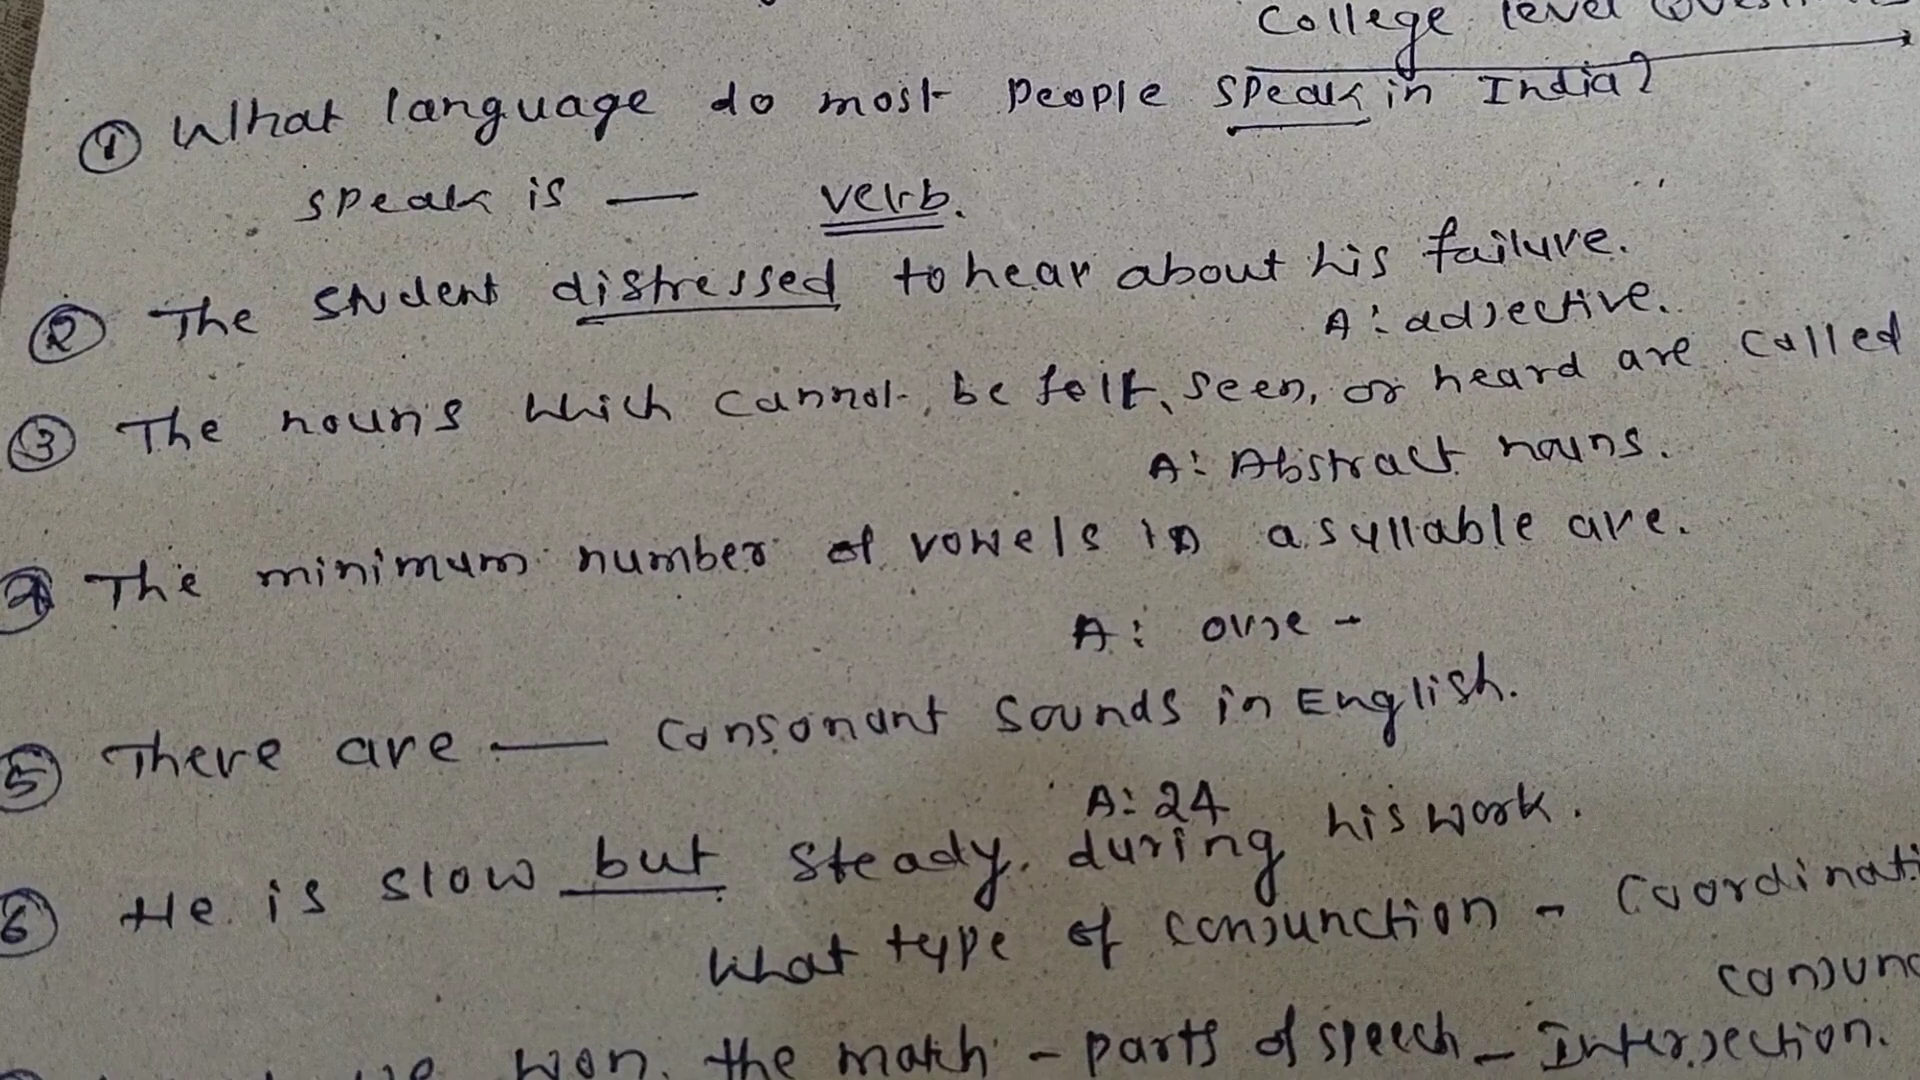 College level
① What language do most people speak in India?
speak is — verb.
② The student distressed to hear about his failure.
A: adjective.
③ The nouns which cannot be felt, seen, or heard are called
A: Abstract nouns.
④ The minimum number of vowels in a syllable are.
A: one -
⑤ There are — consonant sounds in English.
A: 24
⑥ He is slow but steady during his work.
What type of conjunction - Coordinati
conjunc
won the match - parts of speech - Interjection.